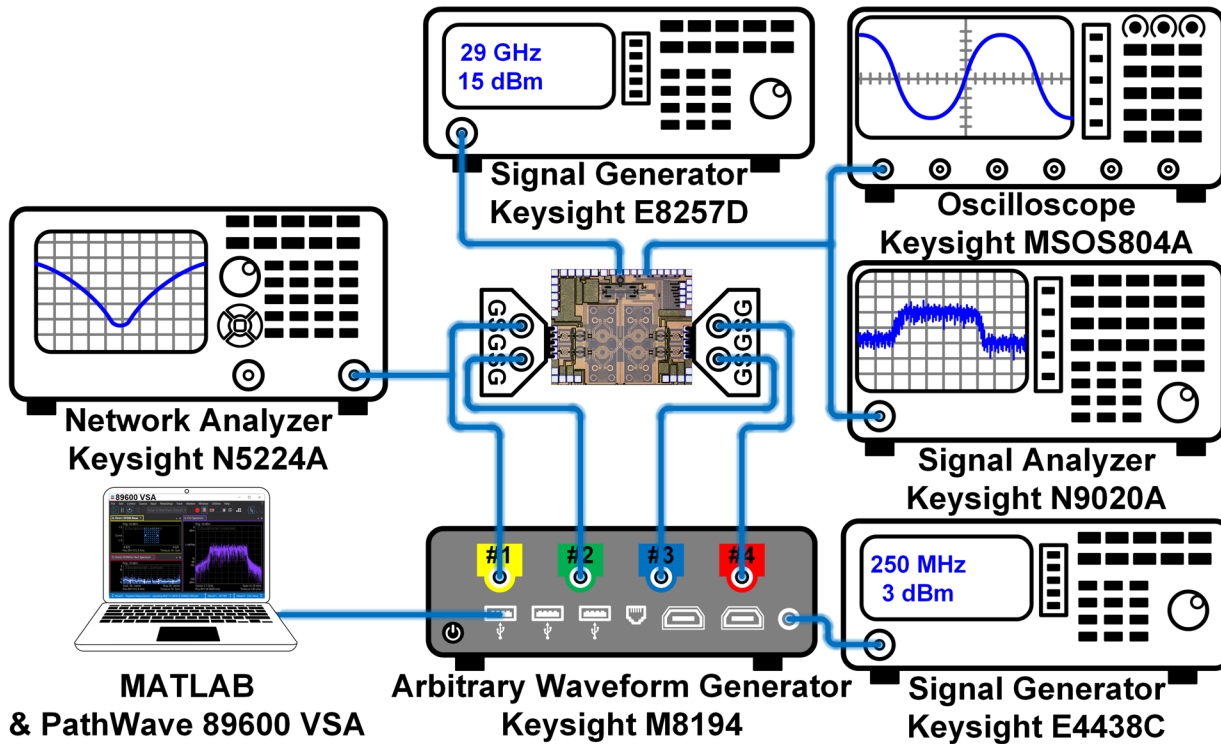 29 GHz
15 dBm
Signal Generator
Keysight E8257D
Oscilloscope
Keysight MSOS804A
Network Analyzer
Keysight N5224A
GSGSG
GSGSG
Signal Analyzer
Keysight N9020A
89600 VSA
MATLAB
& PathWave 89600 VSA
#1
#2
#3
#4
Arbitrary Waveform Generator
Keysight M8194
250 MHz
3 dBm
Signal Generator
Keysight E4438C